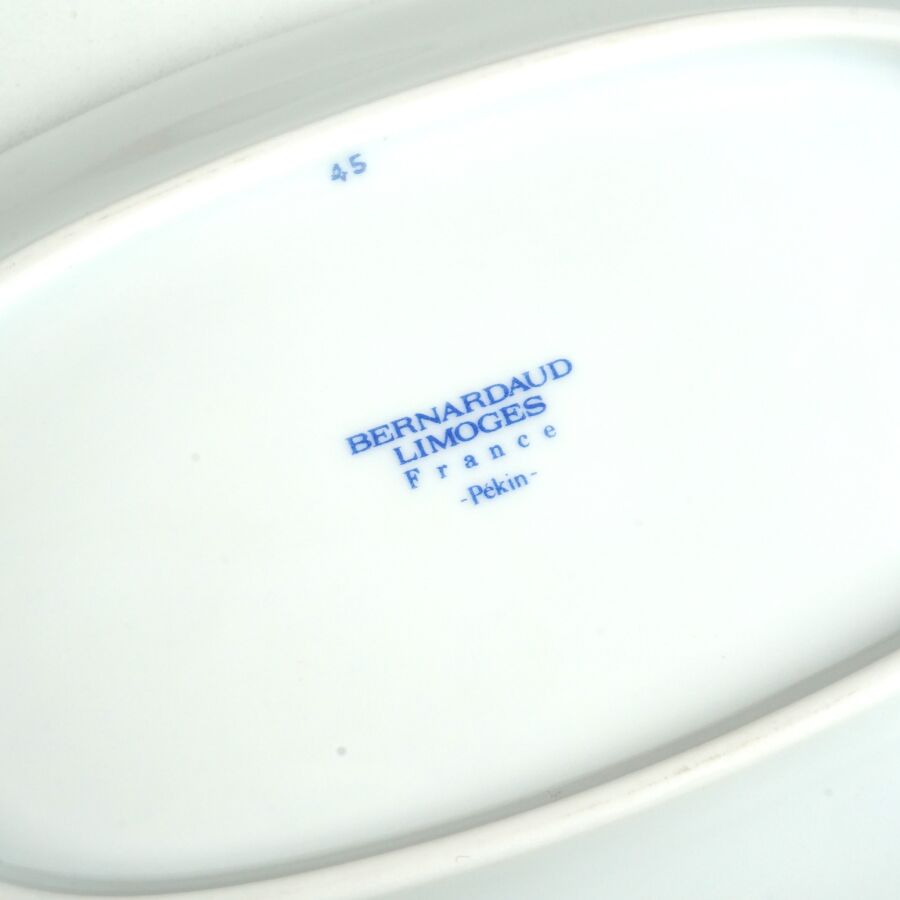 45
BERNARDAUD
LIMOGES
France
-Pékin-